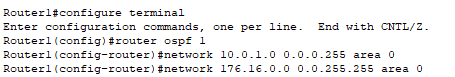 Router1#configure terminal
Enter configuration commands, one per line.  End with CNTL/Z.
Router1(config)#router ospf 1
Router1(config-router)#network 10.0.1.0 0.0.0.255 area 0
Router1(config-router)#network 176.16.0.0 0.0.255.255 area 0